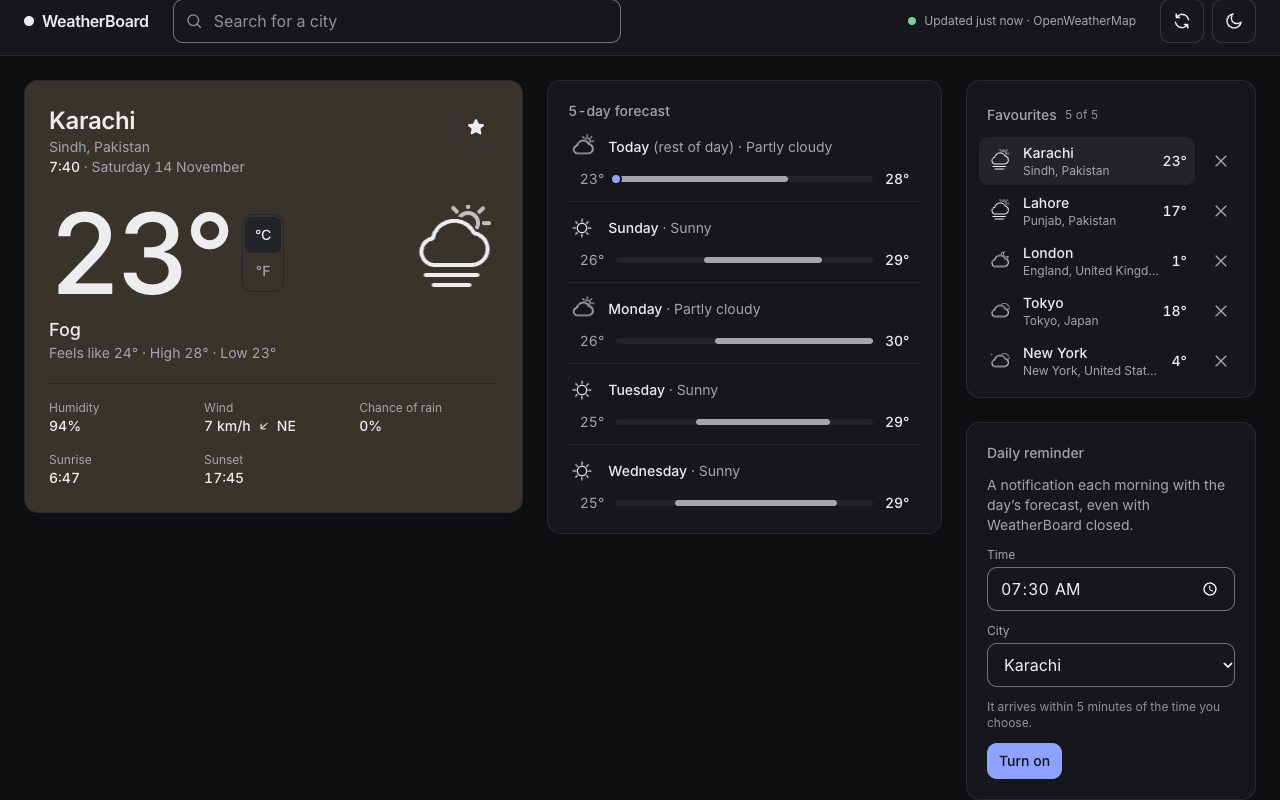 WeatherBoard
Search for a city
Updated just now · OpenWeatherMap
Karachi
Sindh, Pakistan
7:40 · Saturday 14 November
23°
°C
°F
Fog
Feels like 24° · High 28° · Low 23°
Humidity
94%
Wind
7 km/h ↙ NE
Chance of rain
0%
Sunrise
6:47
Sunset
17:45
5-day forecast
Today (rest of day) · Partly cloudy
23° 28°
Sunday · Sunny
26° 29°
Monday · Partly cloudy
26° 30°
Tuesday · Sunny
25° 29°
Wednesday · Sunny
25° 29°
Favourites 5 of 5
Karachi
Sindh, Pakistan
23°
Lahore
Punjab, Pakistan
17°
London
England, United Kingd…
1°
Tokyo
Tokyo, Japan
18°
New York
New York, United Stat…
4°
Daily reminder
A notification each morning with the
day’s forecast, even with
WeatherBoard closed.
Time
07:30 AM
City
Karachi
It arrives within 5 minutes of the time you
choose.
Turn on